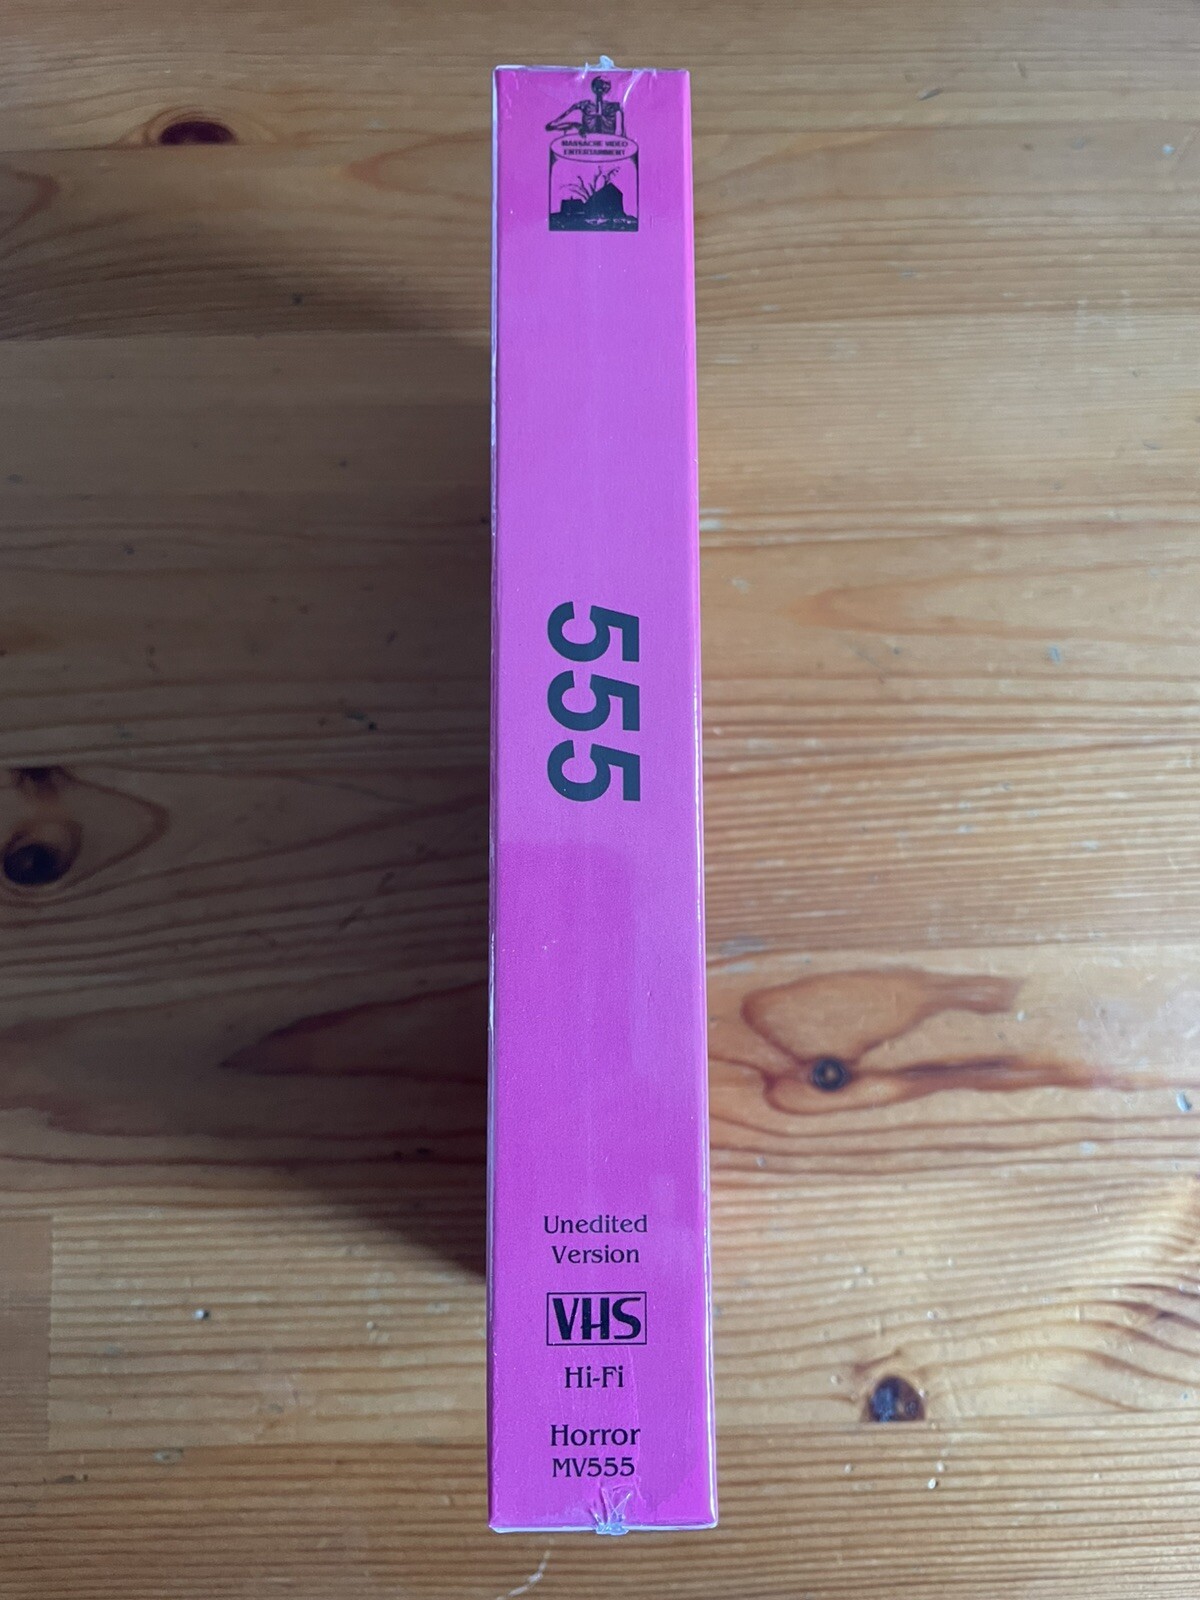 MASSACRE VIDEO
ENTERTAINMENT
555
Unedited
Version
VHS
Hi-Fi
Horror
MV555